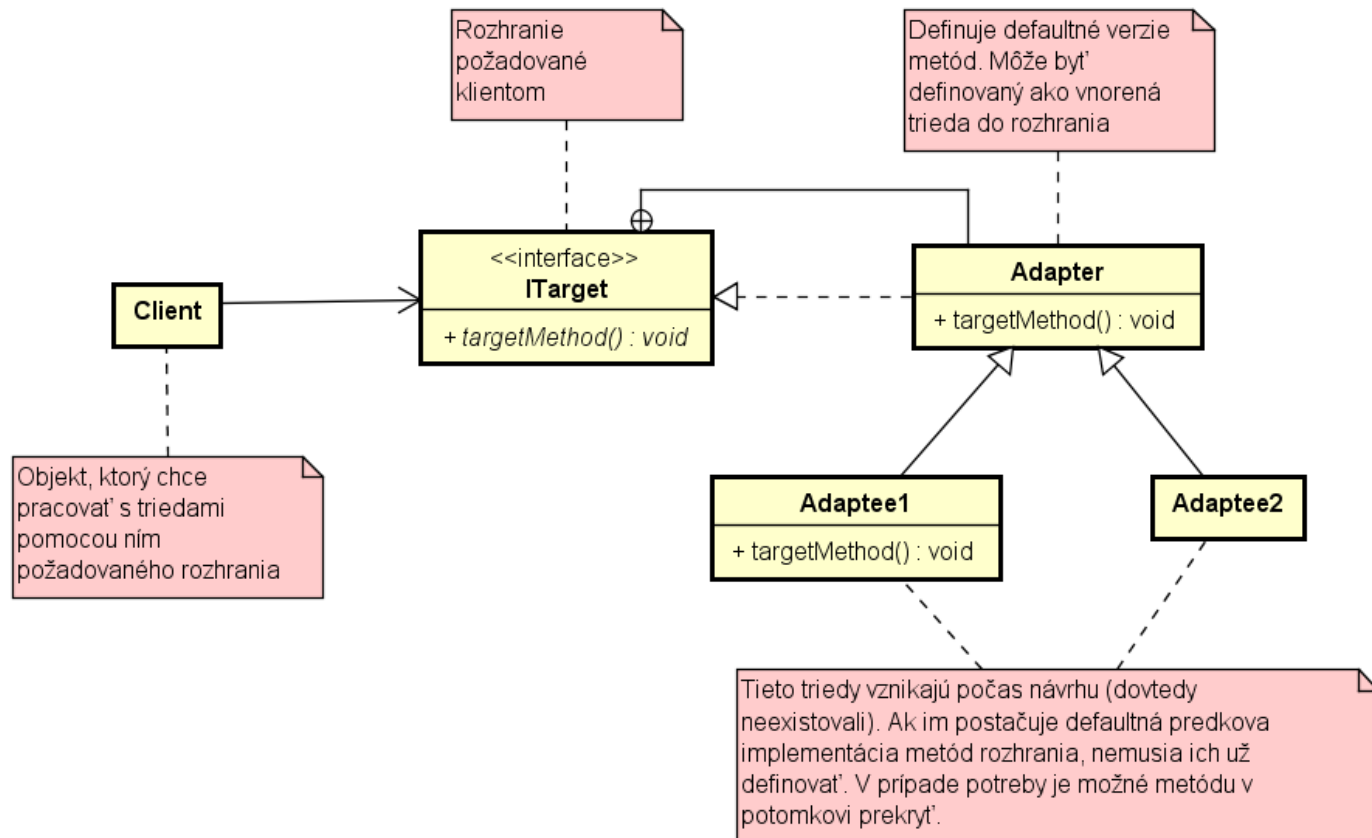 Rozhranie
požadované
klientom
Definuje defaultné verzie
metód. Môže byť
definovaný ako vnorená
trieda do rozhrania
<<interface>>
ITarget
+ targetMethod() : void
Adapter
+ targetMethod() : void
Client
Objekt, ktorý chce
pracovať s triedami
pomocou ním
požadovaného rozhrania
Adaptee1
+ targetMethod() : void
Adaptee2
Tieto triedy vznikajú počas návrhu (dovtedy
neexistovali). Ak im postačuje defaultná predkova
implementácia metód rozhrania, nemusia ich už
definovať. V prípade potreby je možné metódu v
potomkovi prekryť.